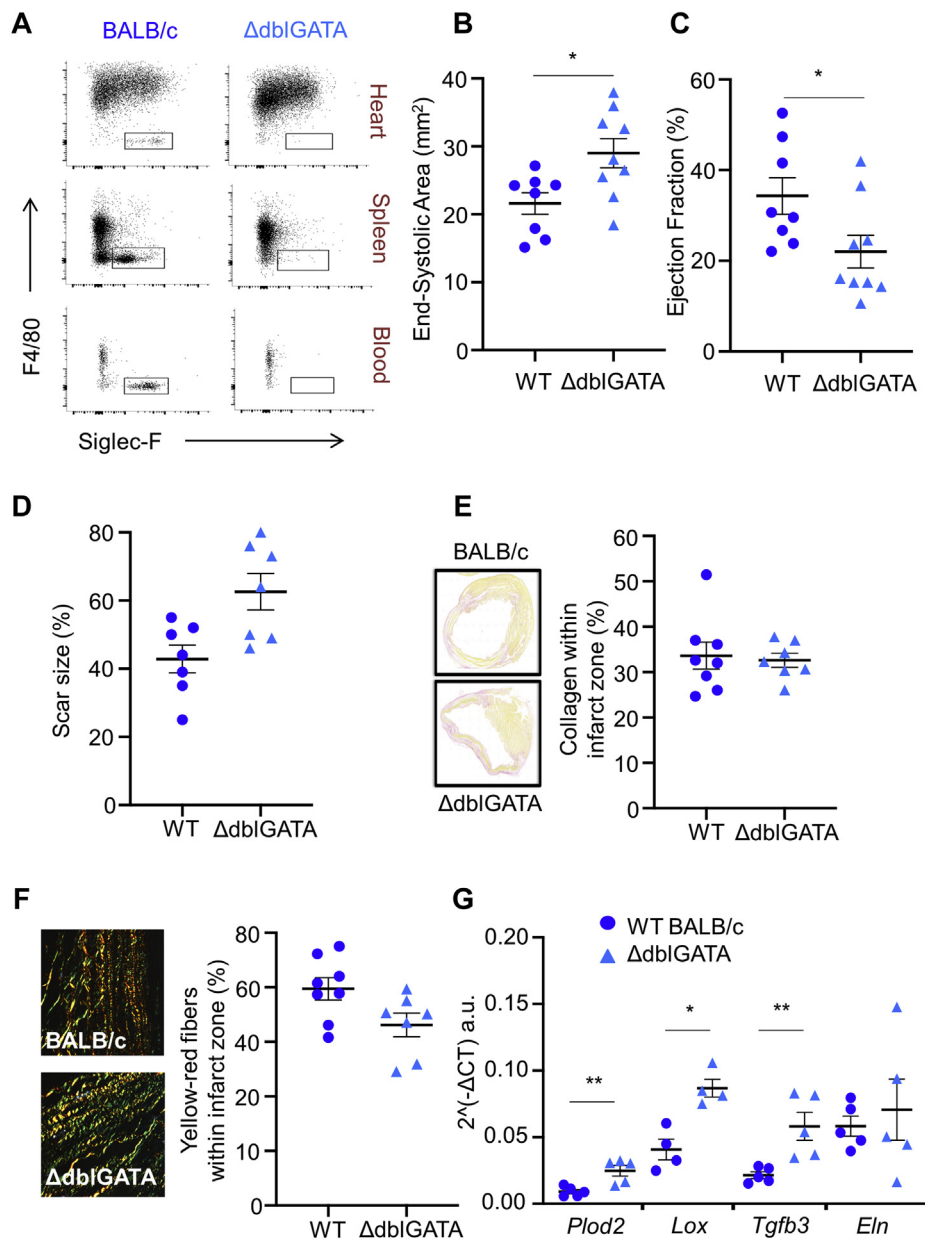 A
BALB/c ΔdblGATA
Heart
Spleen
Blood
F4/80
Siglec-F
B
*
End-Systolic Area (mm²)
40
30
20
10
0
WT ΔdblGATA
C
*
Ejection Fraction (%)
60
40
20
0
WT ΔdblGATA
D
Scar size (%)
80
60
40
20
0
WT ΔdblGATA
E
BALB/c
ΔdblGATA
Collagen within
infarct zone (%)
60
50
40
30
20
10
0
WT ΔdblGATA
F
BALB/c
ΔdblGATA
Yellow-red fibers
within infarct zone (%)
80
60
40
60
20
0
WT ΔdblGATA
G
WT BALB/c
ΔdblGATA
2^(-ΔCT) a.u.
0.20
0.15
0.10
0.05
0.00
** * **
Plod2 Lox Tgfb3 Eln